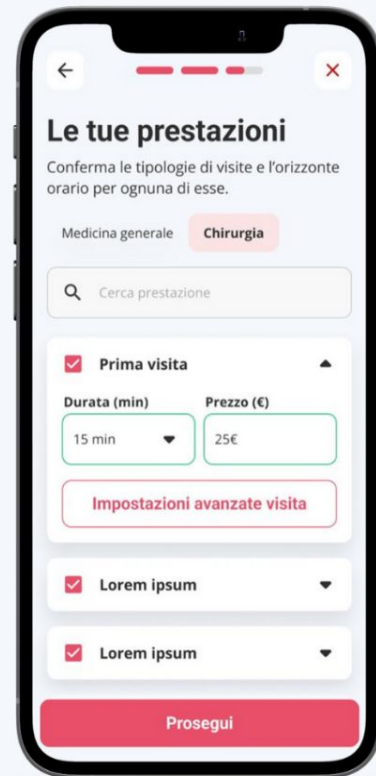 Le tue prestazioni
Conferma le tipologie di visite e l'orizzonte
orario per ognuna di esse.
Medicina generale Chirurgia
Cerca prestazione
Prima visita
Durata (min) Prezzo (€)
15 min 25€
Impostazioni avanzate visita
Lorem ipsum
Lorem ipsum
Prosegui